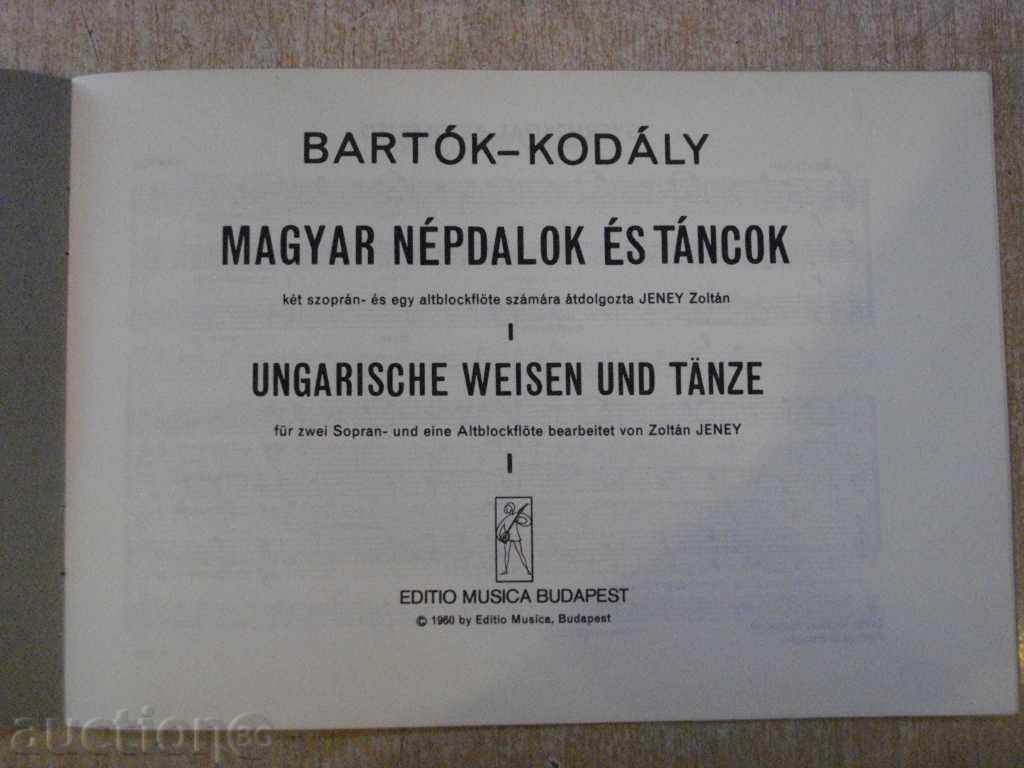 BARTÓK–KODÁLY
MAGYAR NÉPDALOK ÉS TÁNCOK
két szoprán- és egy altblockflöte számára átdolgozta JENEY Zoltán
I
UNGARISCHE WEISEN UND TÄNZE
für zwei Sopran- und eine Altblockflöte bearbeitet von Zoltán JENEY
I
EDITIO MUSICA BUDAPEST
© 1960 by Editio Musica, Budapest
auction BG